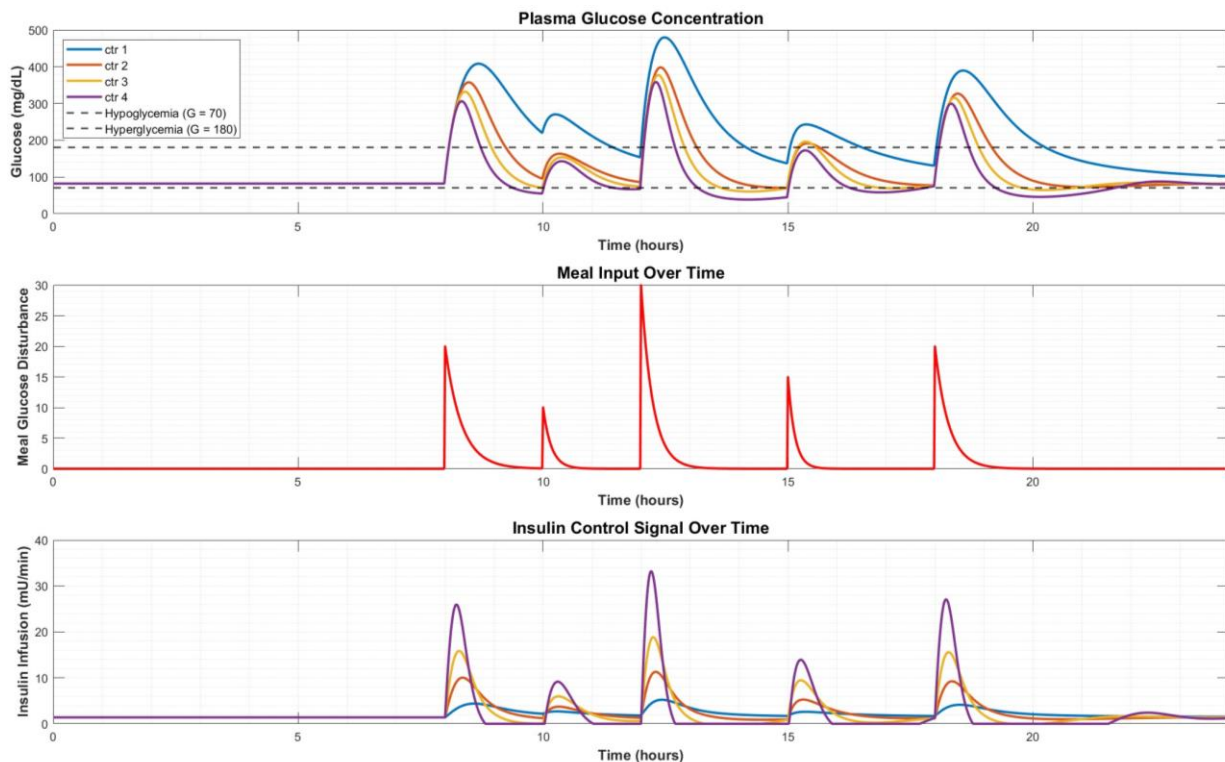 Plasma Glucose Concentration
500
400
300
200
100
0
Glucose (mg/dL)
ctr 1
ctr 2
ctr 3
ctr 4
Hypoglycemia (G = 70)
Hyperglycemia (G = 180)
0 5 10 15 20
Time (hours)
Meal Input Over Time
30
25
20
15
10
5
0
Meal Glucose Disturbance
0 5 10 15 20
Time (hours)
Insulin Control Signal Over Time
40
30
20
10
0
Insulin Infusion (mU/min)
0 5 10 15 20
Time (hours)